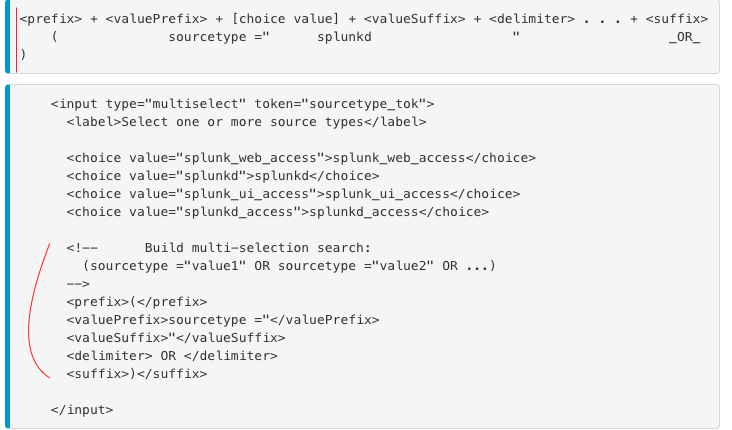 <prefix> + <valuePrefix> + [choice value] + <valueSuffix> + <delimiter> . . . + <suffix>
    (              sourcetype ="      splunkd                  "                   _OR_
)
<input type="multiselect" token="sourcetype_tok">
  <label>Select one or more source types</label>
  <choice value="splunk_web_access">splunk_web_access</choice>
  <choice value="splunkd">splunkd</choice>
  <choice value="splunk_ui_access">splunk_ui_access</choice>
  <choice value="splunkd_access">splunkd_access</choice>
  <!--      Build multi-selection search:
    (sourcetype ="value1" OR sourcetype ="value2" OR ...)
  -->
  <prefix>(</prefix>
  <valuePrefix>sourcetype ="</valuePrefix>
  <valueSuffix>"</valueSuffix>
  <delimiter> OR </delimiter>
  <suffix>)</suffix>
</input>